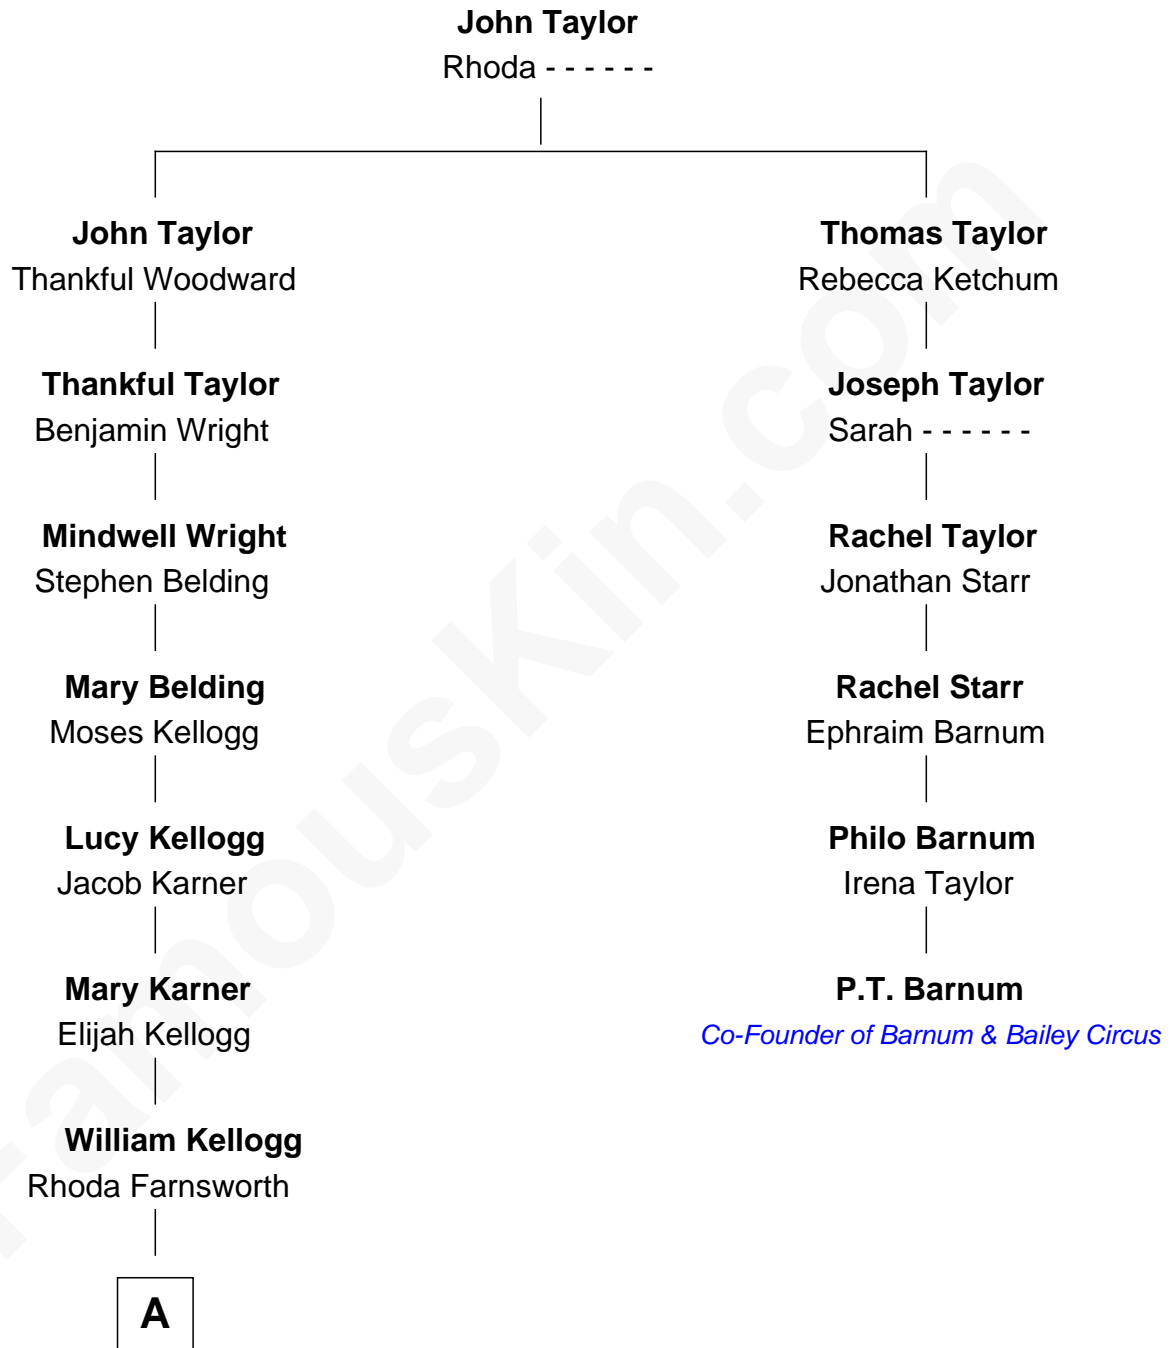 John Taylor
Rhoda - - - - - -
John Taylor
Thankful Woodward
Thankful Taylor
Benjamin Wright
Mindwell Wright
Stephen Belding
Mary Belding
Moses Kellogg
Lucy Kellogg
Jacob Karner
Mary Karner
Elijah Kellogg
William Kellogg
Rhoda Farnsworth
A
Thomas Taylor
Rebecca Ketchum
Joseph Taylor
Sarah - - - - - -
Rachel Taylor
Jonathan Starr
Rachel Starr
Ephraim Barnum
Philo Barnum
Irena Taylor
P.T. Barnum
Co-Founder of Barnum & Bailey Circus
FamousKin.com